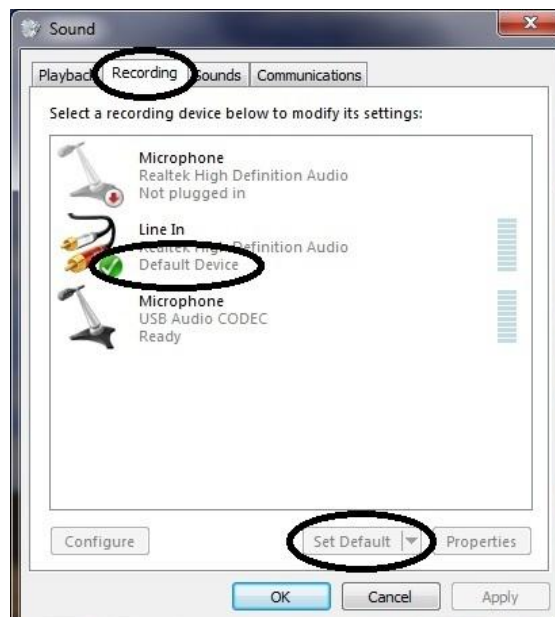 Sound
Playback Recording Sounds Communications
Select a recording device below to modify its settings:
Microphone
Realtek High Definition Audio
Not plugged in
Line In
Realtek High Definition Audio
Default Device
Microphone
USB Audio CODEC
Ready
Configure Set Default Properties
OK Cancel Apply